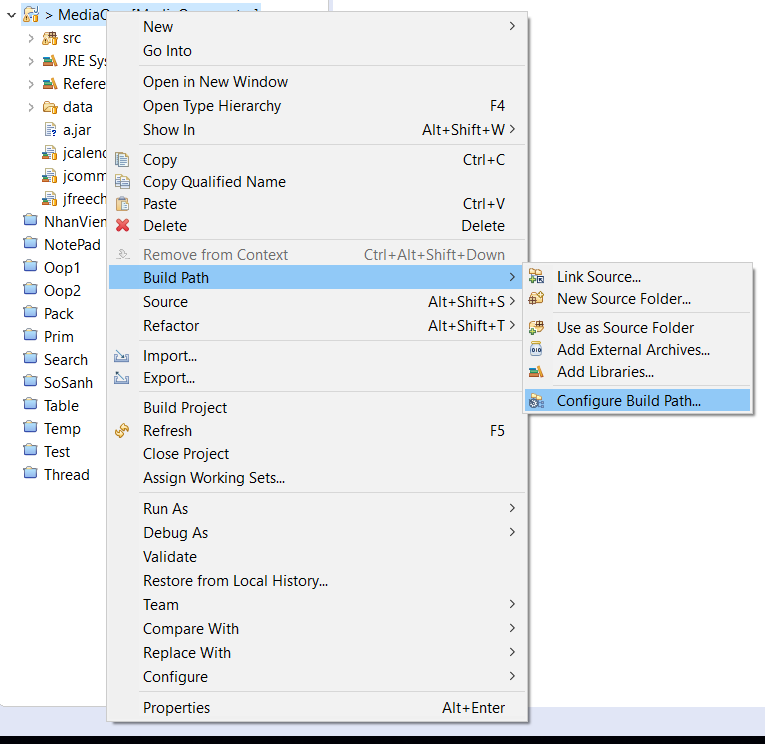 > MediaC
src
JRE Sy
Refere
data
a.jar
jcalend
jcomm
jfreech
NhanVien
NotePad
Oop1
Oop2
Pack
Prim
Search
SoSanh
Table
Temp
Test
Thread
New
Go Into
Open in New Window
Open Type Hierarchy F4
Show In Alt+Shift+W
Copy Ctrl+C
Copy Qualified Name
Paste Ctrl+V
Delete Delete
Remove from Context Ctrl+Alt+Shift+Down
Build Path
Source Alt+Shift+S
Refactor Alt+Shift+T
Import...
Export...
Build Project
Refresh F5
Close Project
Assign Working Sets...
Run As
Debug As
Validate
Restore from Local History...
Team
Compare With
Replace With
Configure
Properties Alt+Enter
Link Source...
New Source Folder...
Use as Source Folder
Add External Archives...
Add Libraries...
Configure Build Path...